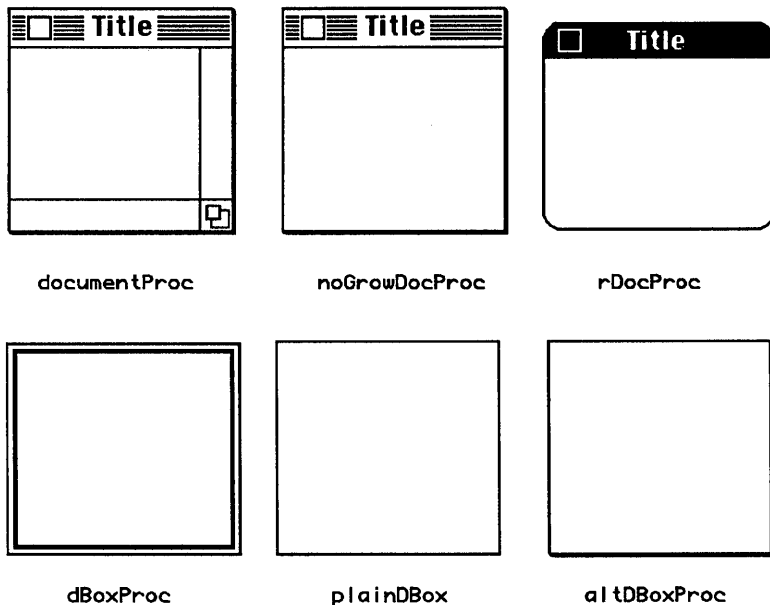 Title
Title
Title
documentProc
noGrowDocProc
rDocProc
dBoxProc
plainDBox
altDBoxProc